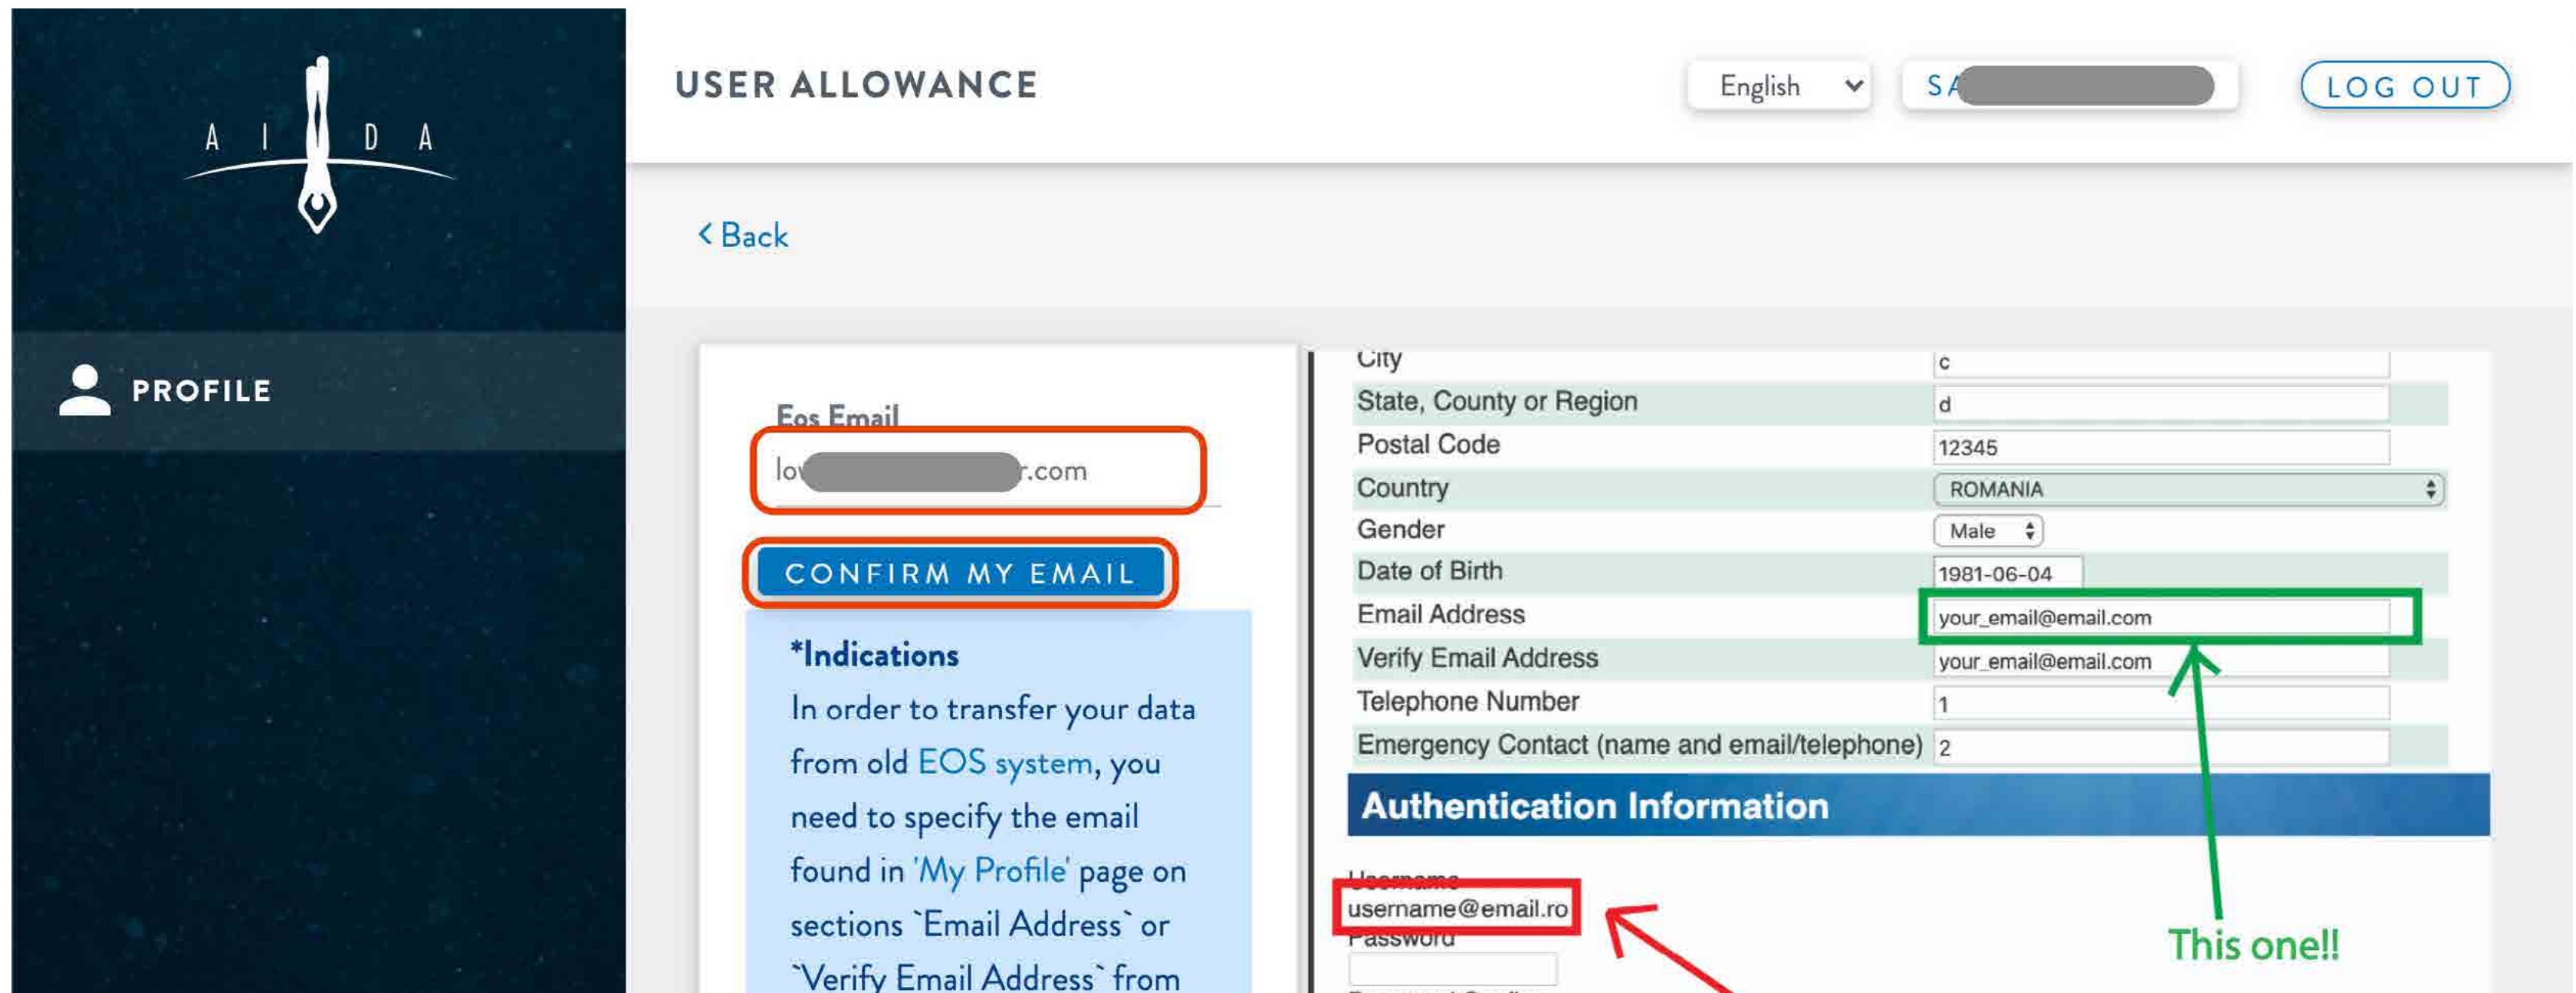 A I D A
USER ALLOWANCE
English
SA
LOG OUT
< Back
PROFILE
Eos Email
lov r.com
CONFIRM MY EMAIL
*Indications
In order to transfer your data
from old EOS system, you
need to specify the email
found in 'My Profile' page on
sections `Email Address` or
`Verify Email Address` from
City c
State, County or Region d
Postal Code 12345
Country ROMANIA
Gender Male
Date of Birth 1981-06-04
Email Address your_email@email.com
Verify Email Address your_email@email.com
Telephone Number 1
Emergency Contact (name and email/telephone) 2
Authentication Information
Username
username@email.ro
Password
This one!!